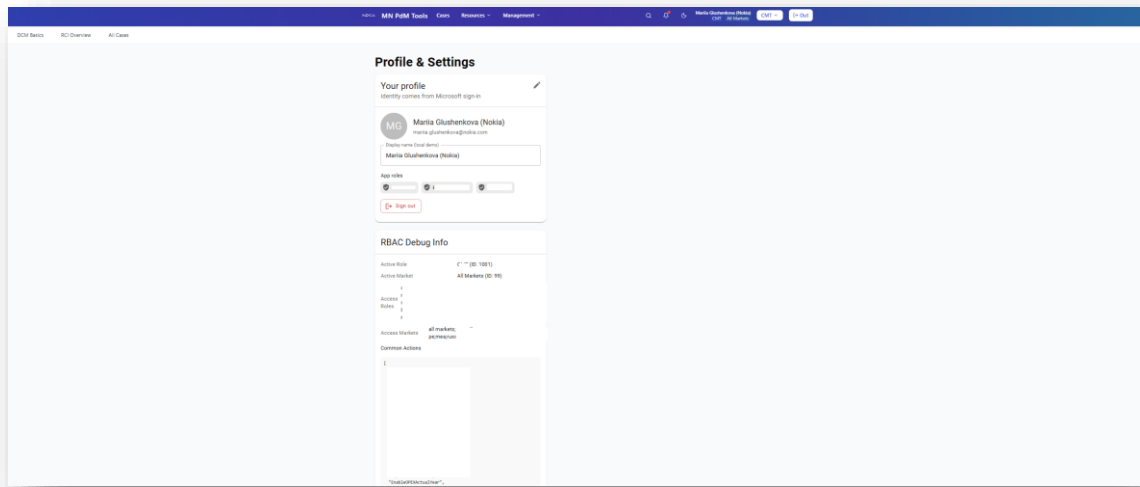 NOKIA MN PdM Tools Cases Resources Management Mariia Glushenkova (Nokia) CMT Out
CMT All Markets
DCM Basics RCI Overview All Cases
Profile & Settings
Your profile
Identity comes from Microsoft sign-in
MG
Mariia Glushenkova (Nokia)
mariia.glushenkova@nokia.com
Display name (local demo)
Mariia Glushenkova (Nokia)
App roles
Sign out
RBAC Debug Info
Active Role (ID: 1001)
Active Market All Markets (ID: 99)
Access
Roles
Access Markets all markets;
Common Actions
[